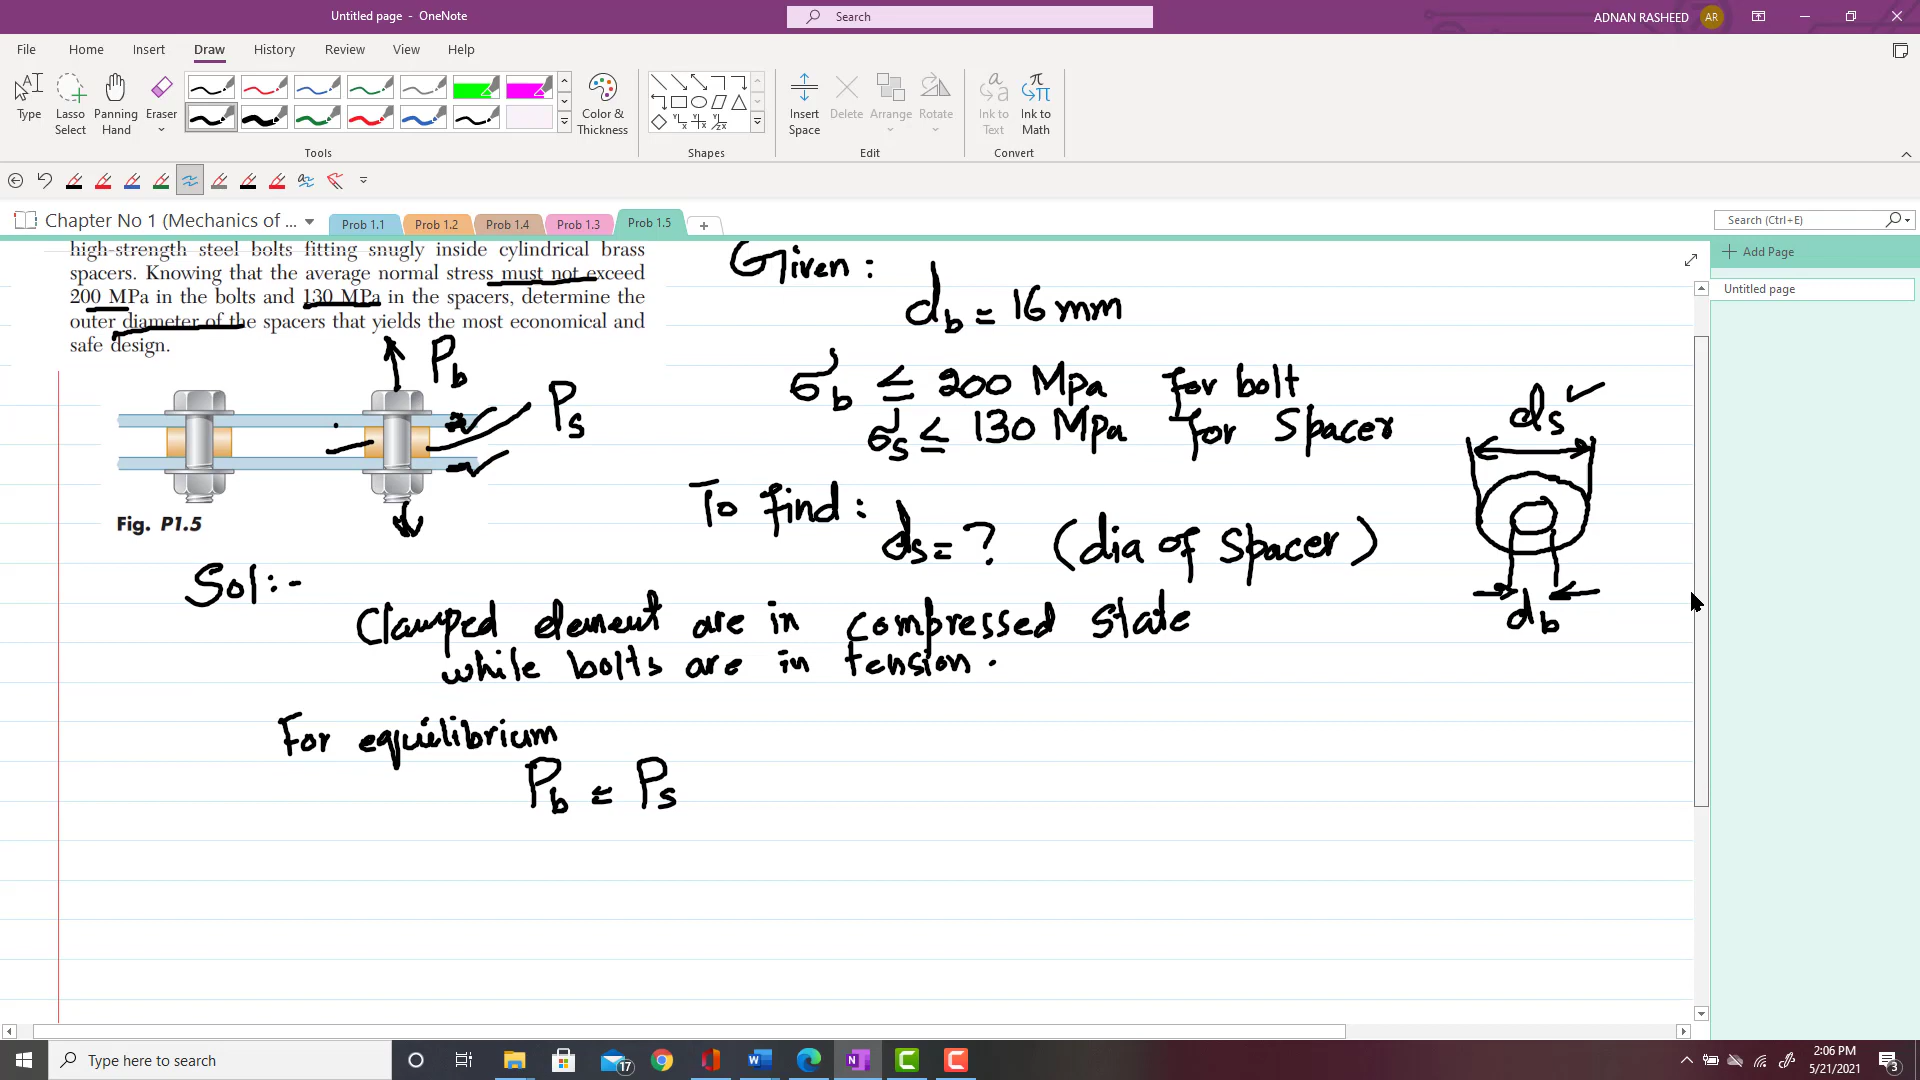 Untitled page - OneNote
Search
ADNAN RASHEED
AR
File
Home
Insert
Draw
History
Review
View
Help
Type
Lasso Select
Panning Hand
Eraser
Color & Thickness
Insert Space
Delete
Arrange
Rotate
Ink to Text
Ink to Math
Tools
Shapes
Edit
Convert
Chapter No 1 (Mechanics of ...
Prob 1.1
Prob 1.2
Prob 1.4
Prob 1.3
Prob 1.5
Search (Ctrl+E)
Add Page
Untitled page
high-strength steel bolts fitting snugly inside cylindrical brass
spacers. Knowing that the average normal stress must not exceed
200 MPa in the bolts and 130 MPa in the spacers, determine the
outer diameter of the spacers that yields the most economical and
safe design.
Pb
Ps
Fig. P1.5
Given :
db = 16 mm
σb ≤ 200 Mpa for bolt
σs ≤ 130 Mpa for Spacer
To find :
ds = ? (dia of Spacer)
ds
db
Sol :-
Clamped element are in compressed state
while bolts are in tension.
For equilibrium
Pb = Ps
Type here to search
17
2:06 PM
5/21/2021
3